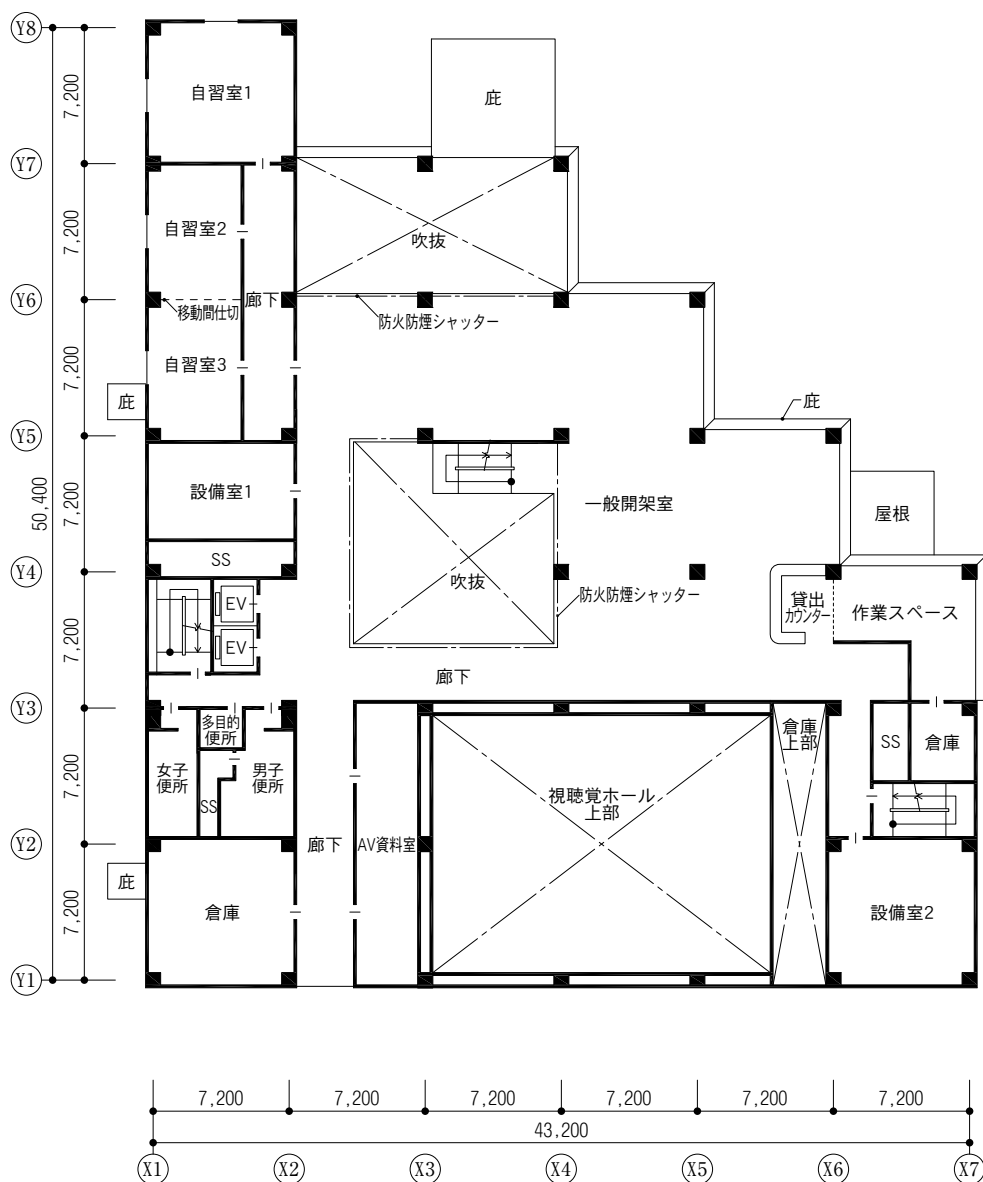 Y8
自習室1
庇
7,200
Y7
自習室2
吹抜
7,200
Y6
移動間仕切
廊下
防火防煙シャッター
自習室3
7,200
庇
庇
Y5
設備室1
一般開架室
屋根
50,400
7,200
SS
Y4
吹抜
防火防煙シャッター
EV
EV
貸出
カウンター
作業スペース
7,200
廊下
Y3
多目的
便所
倉庫
上部
SS
倉庫
女子
便所
男子
便所
SS
視聴覚ホール
上部
7,200
Y2
廊下
AV資料室
庇
倉庫
設備室2
7,200
Y1
7,200
7,200
7,200
7,200
7,200
7,200
43,200
X1
X2
X3
X4
X5
X6
X7